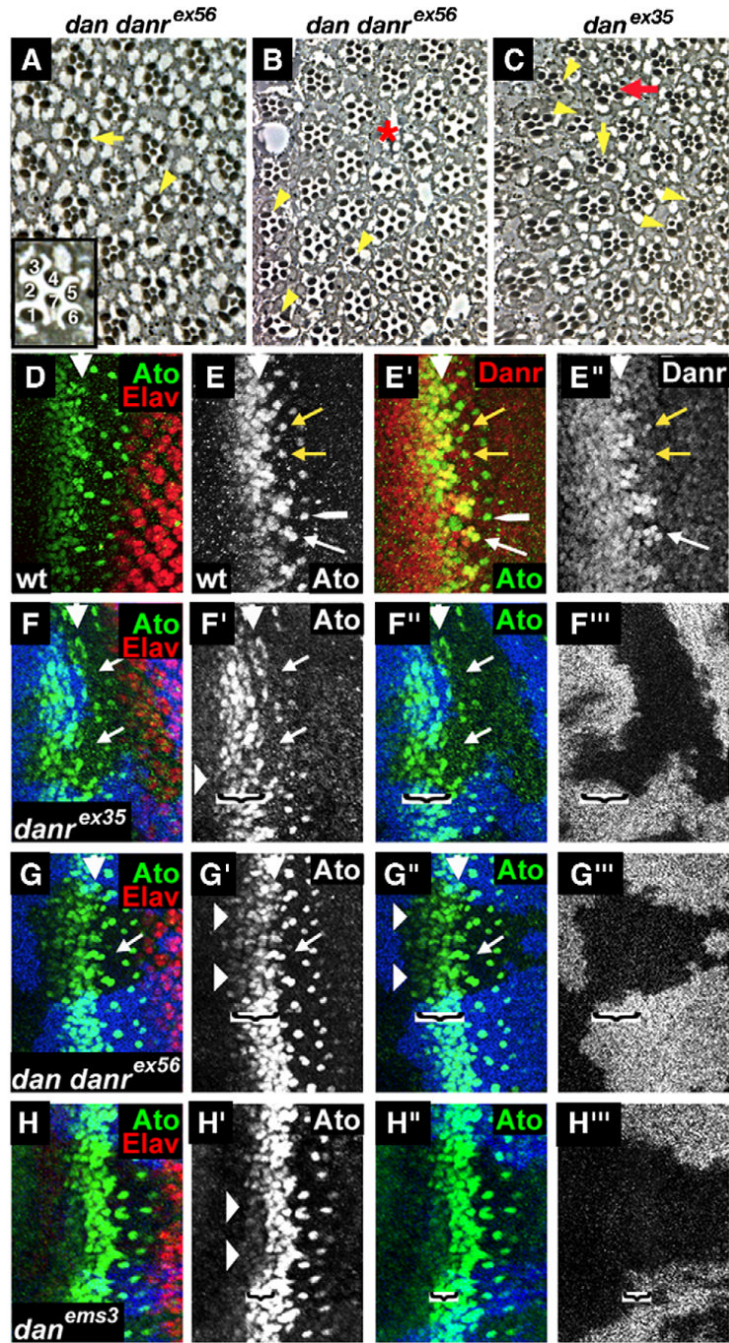 dan danr^ex56 dan danr^ex56 dan^ex35
A B C
3
4
2 5
7
1 6
*
D Ato E E' Danr E" Danr
Elav
wt wt Ato Ato
F Ato F' Ato F" Ato F'''
Elav
danr^ex35
G Ato G' Ato G" Ato G'''
Elav
dan danr^ex56
H Ato H' Ato H" Ato H'''
Elav
dan^ems3